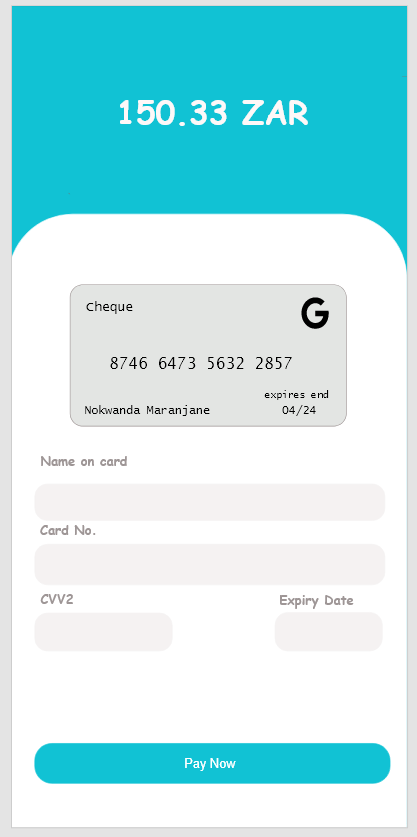 150.33 ZAR
Cheque
G
8746 6473 5632 2857
expires end
Nokwanda Maranjane 04/24
Name on card
Card No.
CVV2 Expiry Date
Pay Now